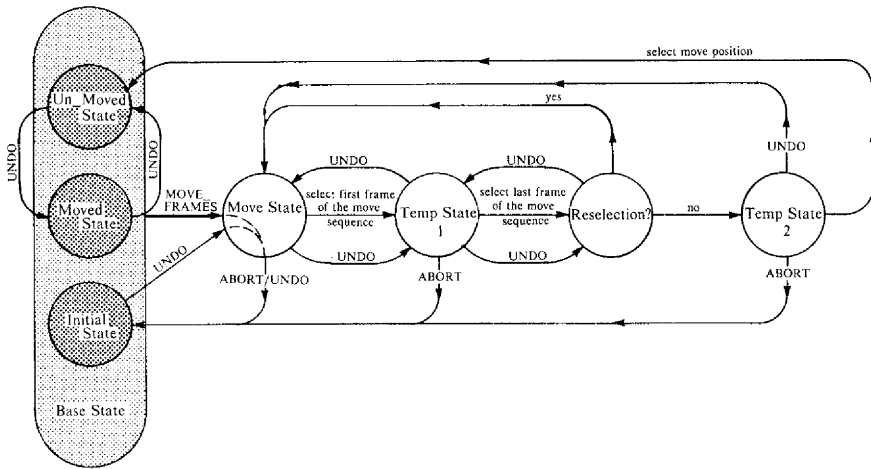 select move position
yes
Un_Moved
State
UNDO
UNDO
UNDO
UNDO
UNDO
MOVE_
FRAMES
Moved
State
Move State
select first frame
of the move
sequence
Temp State
1
select last frame
of the move
sequence
Reselection?
no
Temp State
2
UNDO
UNDO
UNDO
ABORT/UNDO
ABORT
ABORT
Initial
State
Base State